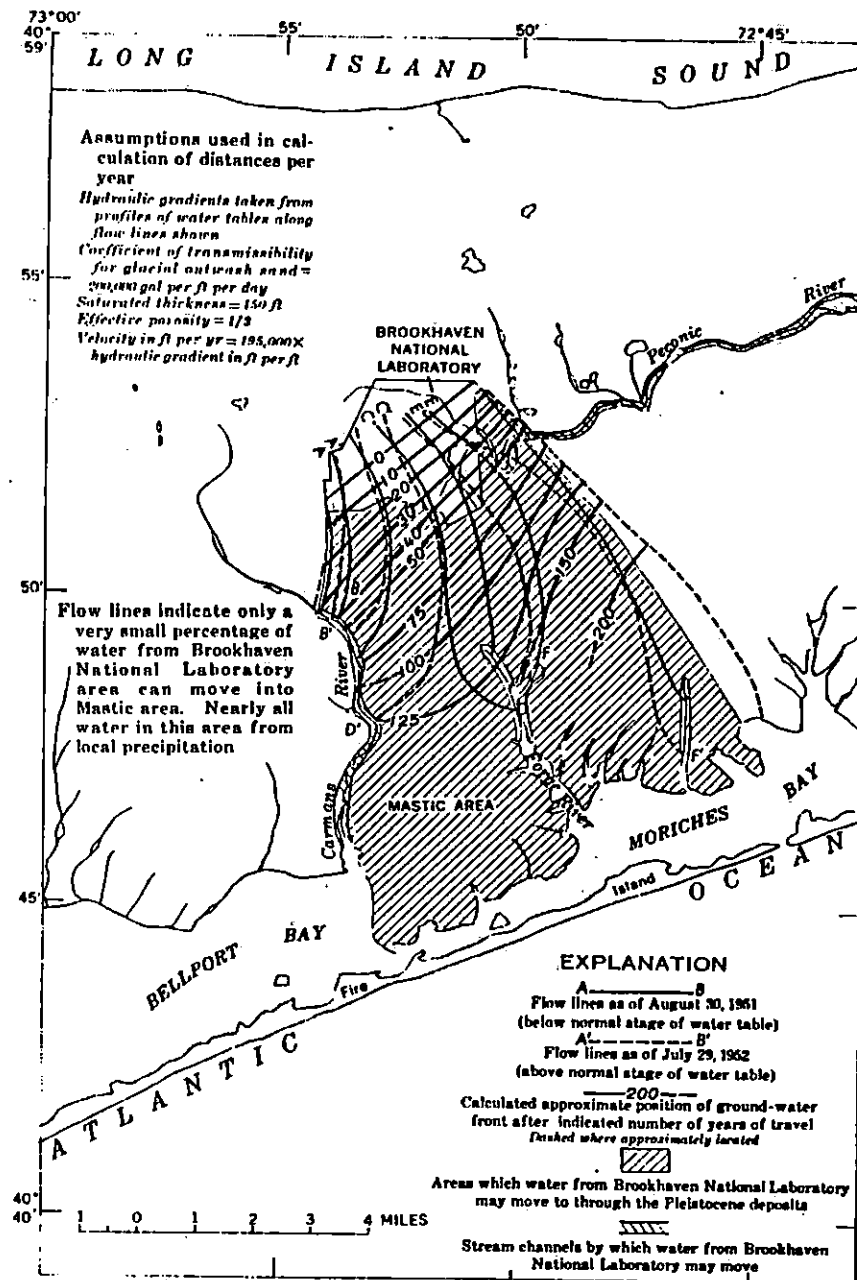 73°00' 55' 50' 72°45'
40°
59'
LONG ISLAND SOUND
Assumptions used in cal-
culation of distances per
year
Hydraulic gradients taken from
profiles of water tables along
flow lines shown
Coefficient of transmissibility
for glacial outwash sand =
200,000 gal per ft per day
Saturated thickness = 150 ft
Effective porosity = 1/3
Velocity in ft per yr = 195,000×
hydraulic gradient in ft per ft
55'
River
Peconic
BROOKHAVEN
NATIONAL
LABORATORY
A A' C C' E E'
0
10
20
30
40
50
75
100
125
150
200
50'
B
B'
Flow lines indicate only a
very small percentage of
water from Brookhaven
National Laboratory
area can move into
Mastic area. Nearly all
water in this area from
local precipitation
River
D'
Carmans
F
F'
MASTIC AREA
River
MORICHES BAY
45'
BELLPORT BAY
Fire Island
ATLANTIC OCEAN
EXPLANATION
A B
Flow lines as of August 30, 1951
(below normal stage of water table)
A' B'
Flow lines as of July 29, 1952
(above normal stage of water table)
200
Calculated approximate position of ground-water
front after indicated number of years of travel
Dashed where approximately located
Areas which water from Brookhaven National Laboratory
may move to through the Pleistocene deposits
Stream channels by which water from Brookhaven
National Laboratory may move
40°
40'
1 0 1 2 3 4 MILES